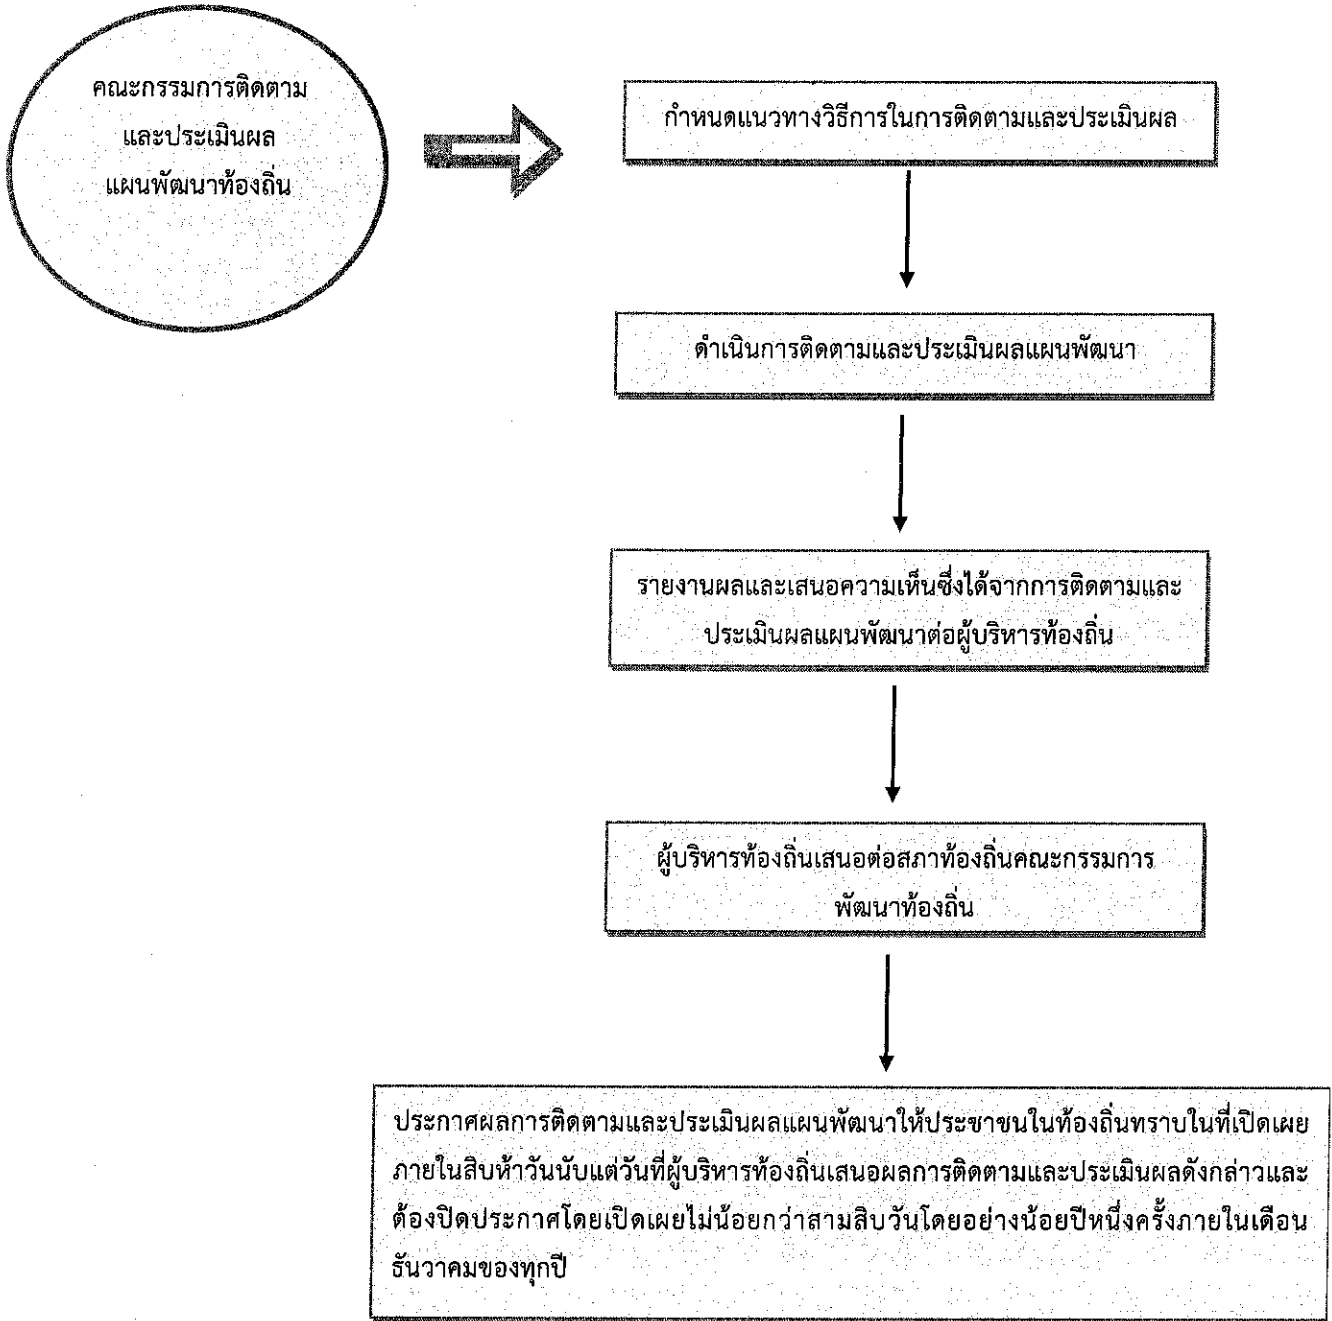 คณะกรรมการติดตาม
และประเมินผล
แผนพัฒนาท้องถิ่น
กำหนดแนวทางวิธีการในการติดตามและประเมินผล
ดำเนินการติดตามและประเมินผลแผนพัฒนา
รายงานผลและเสนอความเห็นซึ่งได้จากการติดตามและ
ประเมินผลแผนพัฒนาต่อผู้บริหารท้องถิ่น
ผู้บริหารท้องถิ่นเสนอต่อสภาท้องถิ่นคณะกรรมการ
พัฒนาท้องถิ่น
ประกาศผลการติดตามและประเมินผลแผนพัฒนาให้ประชาชนในท้องถิ่นทราบในที่เปิดเผย
ภายในสิบห้าวันนับแต่วันที่ผู้บริหารท้องถิ่นเสนอผลการติดตามและประเมินผลดังกล่าวและ
ต้องปิดประกาศโดยเปิดเผยไม่น้อยกว่าสามสิบวันโดยอย่างน้อยปีหนึ่งครั้งภายในเดือน
ธันวาคมของทุกปี